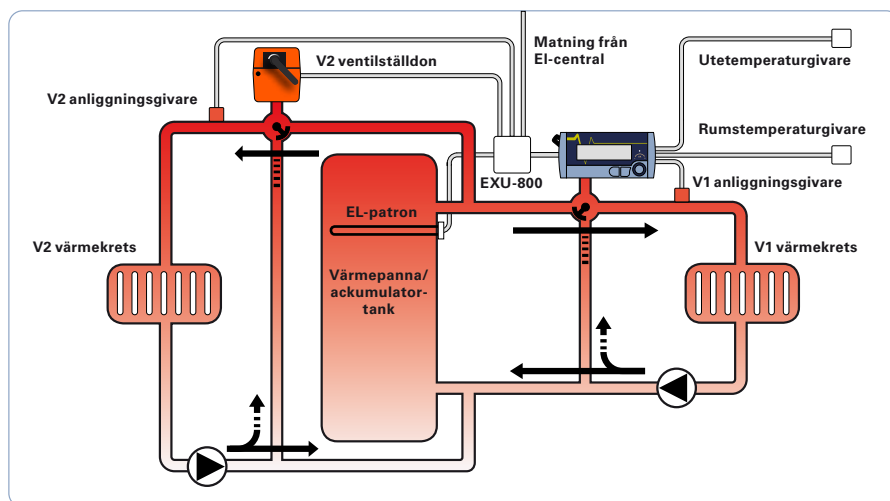 Matning från
El-central
V2 ventilställdon
Utetemperaturgivare
V2 anliggningsgivare
Rumstemperaturgivare
EXU-800
V1 anliggningsgivare
EL-patron
V2 värmekrets
V1 värmekrets
Värmepanna/
ackumulator-
tank